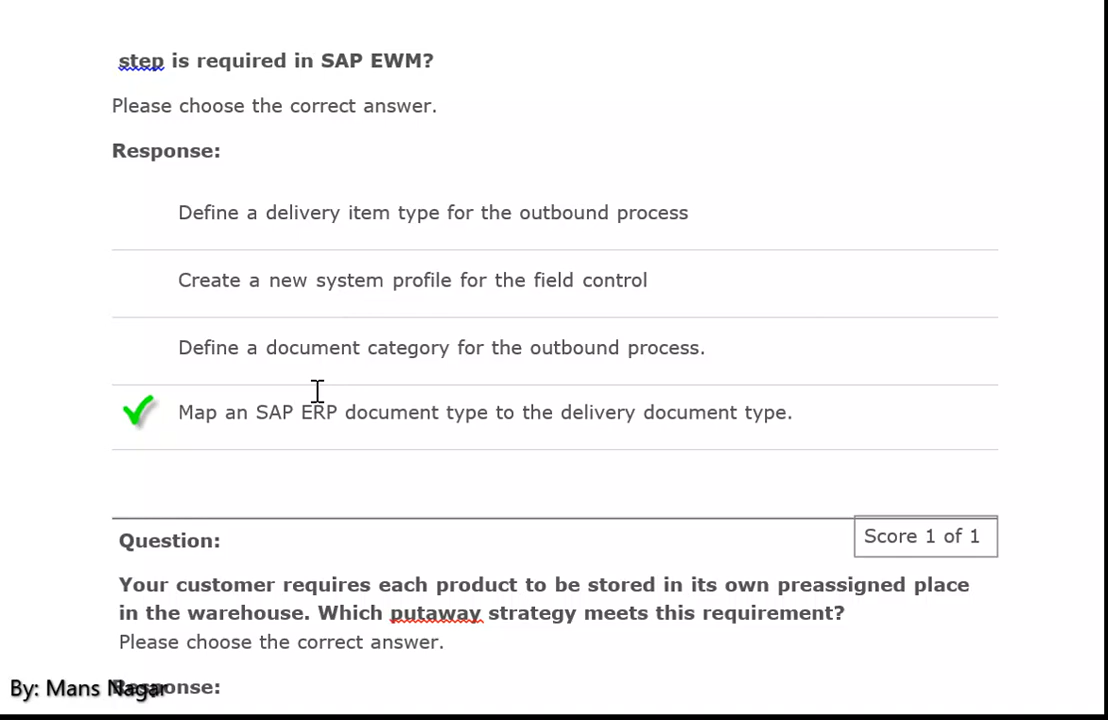 step is required in SAP EWM?
Please choose the correct answer.
Response:
Define a delivery item type for the outbound process
Create a new system profile for the field control
Define a document category for the outbound process.
Map an SAP ERP document type to the delivery document type.
Score 1 of 1
Question:
Your customer requires each product to be stored in its own preassigned place
in the warehouse. Which putaway strategy meets this requirement?
Please choose the correct answer.
Response:
By: Mans Nagar